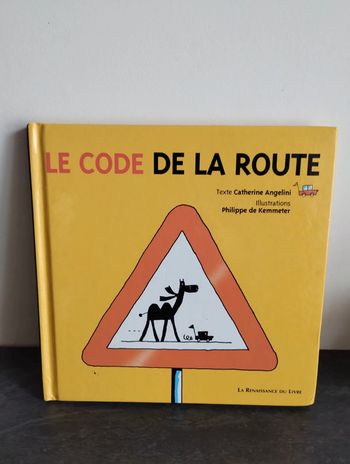 LE CODE DE LA ROUTE
Texte Catherine Angelini
Illustrations
Philippe de Kemmeter
LA RENAISSANCE DU LIVRE